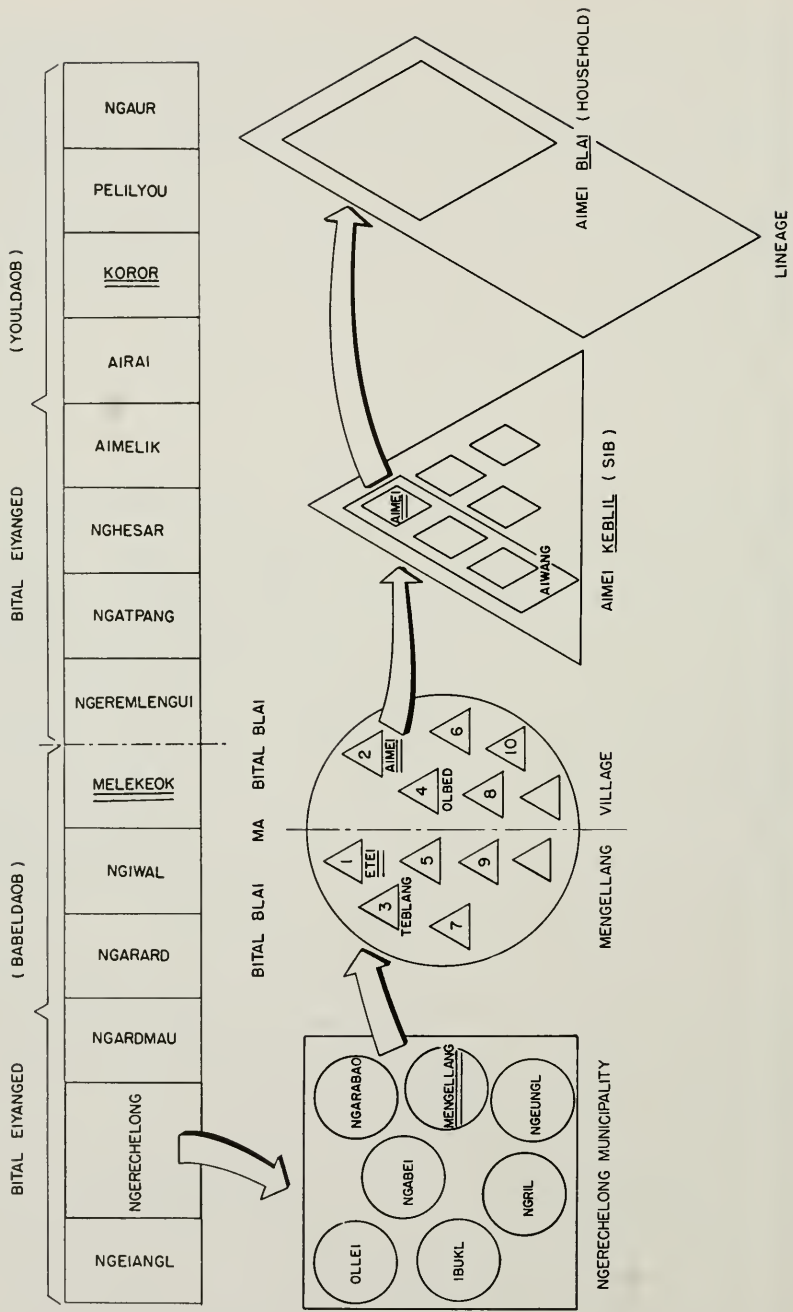 BITAL EIYANGED (BABELDAOB) BITAL EIYANGED (YOULDAOB)
NGEIANGL
NGERECHELONG
NGARDMAU
NGARARD
NGIWAL
MELEKEOK
NGEREMLENGUI
NGATPANG
NGHESAR
AIMELIK
AIRAI
KOROR
PELILYOU
NGAUR
BITAL BLAI MA BITAL BLAI
OLLEI
NGARABAO
NGABEI
MENGELLANG
IBUKL
NGRIL
NGEUNGL
NGERECHELONG MUNICIPALITY
1
ETEI
2
AIMEI
3
TEBLANG
4
OLBED
5
6
7
8
9
10
MENGELLANG VILLAGE
AIMEI
AIWANG
AIMEI KEBLIL (SIB)
AIMEI BLAI (HOUSEHOLD)
LINEAGE